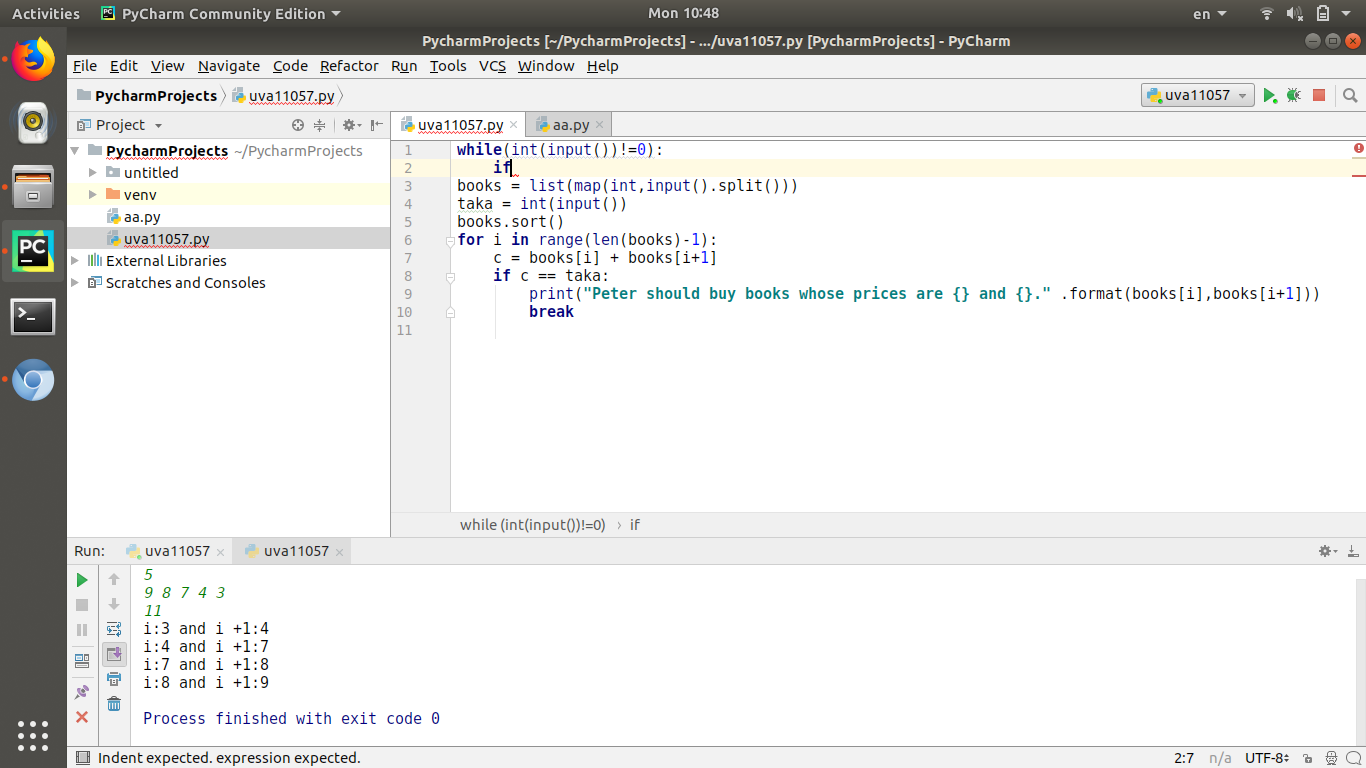 Activities PyCharm Community Edition Mon 10:48 en
PycharmProjects [~/PycharmProjects] - .../uva11057.py [PycharmProjects] - PyCharm
File Edit View Navigate Code Refactor Run Tools VCS Window Help
PycharmProjects uva11057.py uva11057
Project uva11057.py aa.py
PycharmProjects ~/PycharmProjects
untitled
venv
aa.py
uva11057.py
External Libraries
Scratches and Consoles
PC
1 while(int(input())!=0):
2 if
3 books = list(map(int,input().split()))
4 taka = int(input())
5 books.sort()
6 for i in range(len(books)-1):
7 c = books[i] + books[i+1]
8 if c == taka:
9 print("Peter should buy books whose prices are {} and {}." .format(books[i],books[i+1]))
10 break
11
while (int(input())!=0) › if
Run: uva11057 uva11057
5
9 8 7 4 3
11
i:3 and i +1:4
i:4 and i +1:7
i:7 and i +1:8
i:8 and i +1:9
Process finished with exit code 0
Indent expected. expression expected. 2:7 n/a UTF-8